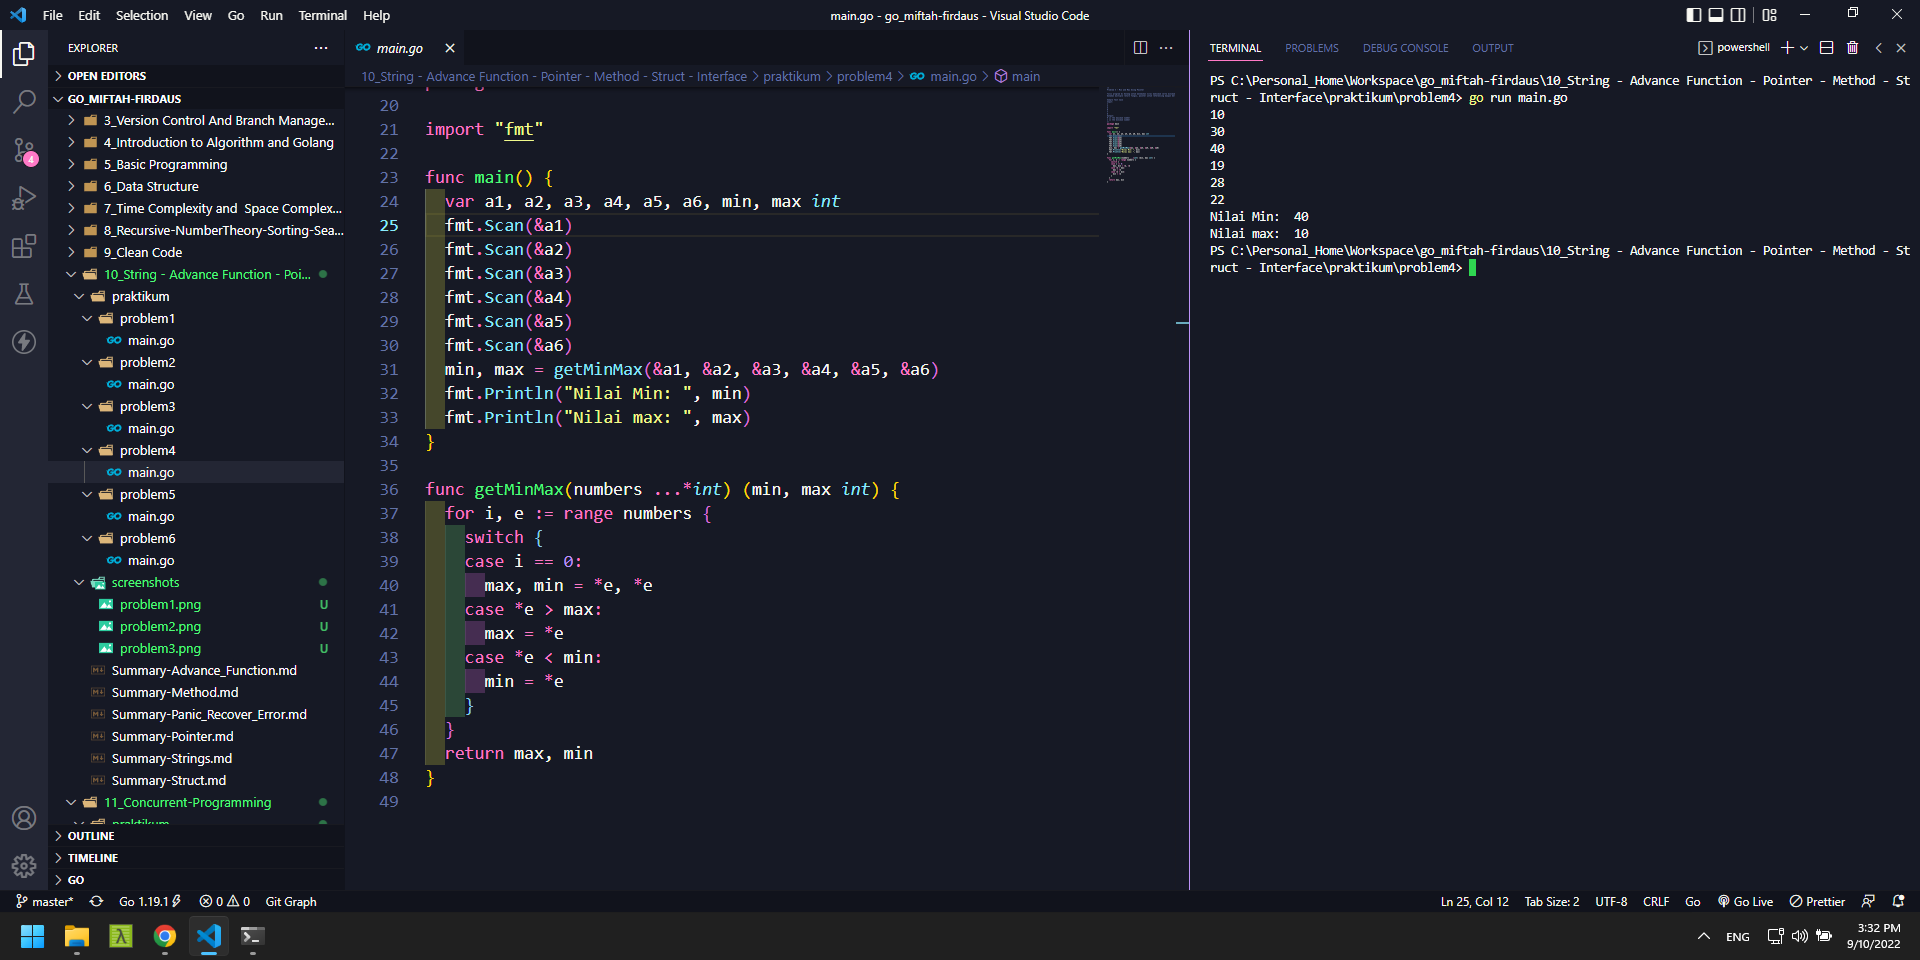 File Edit Selection View Go Run Terminal Help
main.go - go_miftah-firdaus - Visual Studio Code
EXPLORER
OPEN EDITORS
GO_MIFTAH-FIRDAUS
3_Version Control And Branch Manage...
4_Introduction to Algorithm and Golang
5_Basic Programming
6_Data Structure
7_Time Complexity and Space Complex...
8_Recursive-NumberTheory-Sorting-Sea...
9_Clean Code
10_String - Advance Function - Poi...
praktikum
problem1
main.go
problem2
main.go
problem3
main.go
problem4
main.go
problem5
main.go
problem6
main.go
screenshots
problem1.png U
problem2.png U
problem3.png U
Summary-Advance_Function.md
Summary-Method.md
Summary-Panic_Recover_Error.md
Summary-Pointer.md
Summary-Strings.md
Summary-Struct.md
11_Concurrent-Programming
praktikum
OUTLINE
TIMELINE
GO
4
main.go
10_String - Advance Function - Pointer - Method - Struct - Interface > praktikum > problem4 > main.go > main
20
21 import "fmt"
22
23 func main() {
24 var a1, a2, a3, a4, a5, a6, min, max int
25 fmt.Scan(&a1)
26 fmt.Scan(&a2)
27 fmt.Scan(&a3)
28 fmt.Scan(&a4)
29 fmt.Scan(&a5)
30 fmt.Scan(&a6)
31 min, max = getMinMax(&a1, &a2, &a3, &a4, &a5, &a6)
32 fmt.Println("Nilai Min: ", min)
33 fmt.Println("Nilai max: ", max)
34 }
35
36 func getMinMax(numbers ...*int) (min, max int) {
37 for i, e := range numbers {
38 switch {
39 case i == 0:
40 max, min = *e, *e
41 case *e > max:
42 max = *e
43 case *e < min:
44 min = *e
45 }
46 }
47 return max, min
48 }
49
TERMINAL PROBLEMS DEBUG CONSOLE OUTPUT
powershell
PS C:\Personal_Home\Workspace\go_miftah-firdaus\10_String - Advance Function - Pointer - Method - St
ruct - Interface\praktikum\problem4> go run main.go
10
30
40
19
28
22
Nilai Min:  40
Nilai max:  10
PS C:\Personal_Home\Workspace\go_miftah-firdaus\10_String - Advance Function - Pointer - Method - St
ruct - Interface\praktikum\problem4>
master* Go 1.19.1 0 0 Git Graph
Ln 25, Col 12 Tab Size: 2 UTF-8 CRLF Go Go Live Prettier
ENG
3:32 PM
9/10/2022